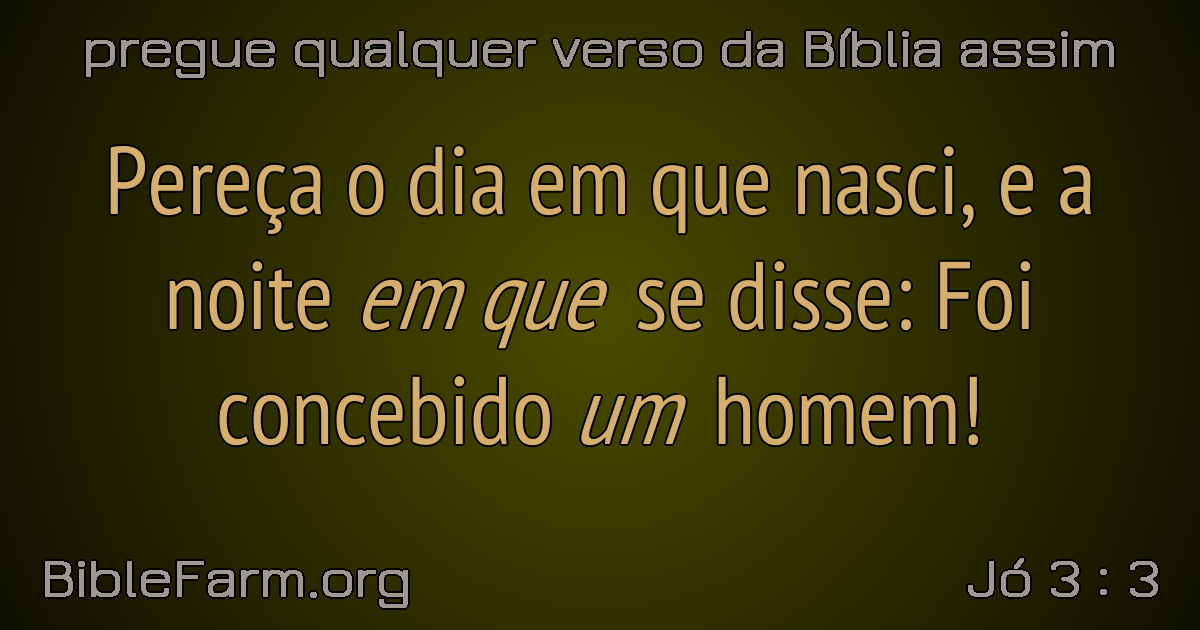 pregue qualquer verso da Bíblia assim
Pereça o dia em que nasci, e a
noite em que se disse: Foi
concebido um homem!
BibleFarm.org
Jó 3 : 3